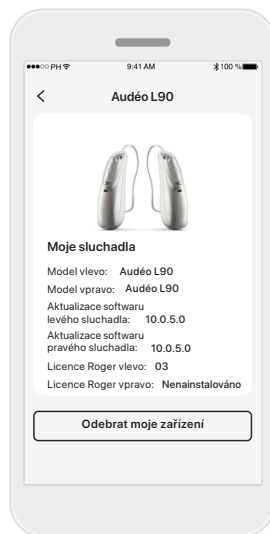 PH 9:41 AM 100 %
Audéo L90
Moje sluchadla
Model vlevo: Audéo L90
Model vpravo: Audéo L90
Aktualizace softwaru
levého sluchadla: 10.0.5.0
Aktualizace softwaru
pravého sluchadla: 10.0.5.0
Licence Roger vlevo: 03
Licence Roger vpravo: Nenainstalováno
Odebrat moje zařízení